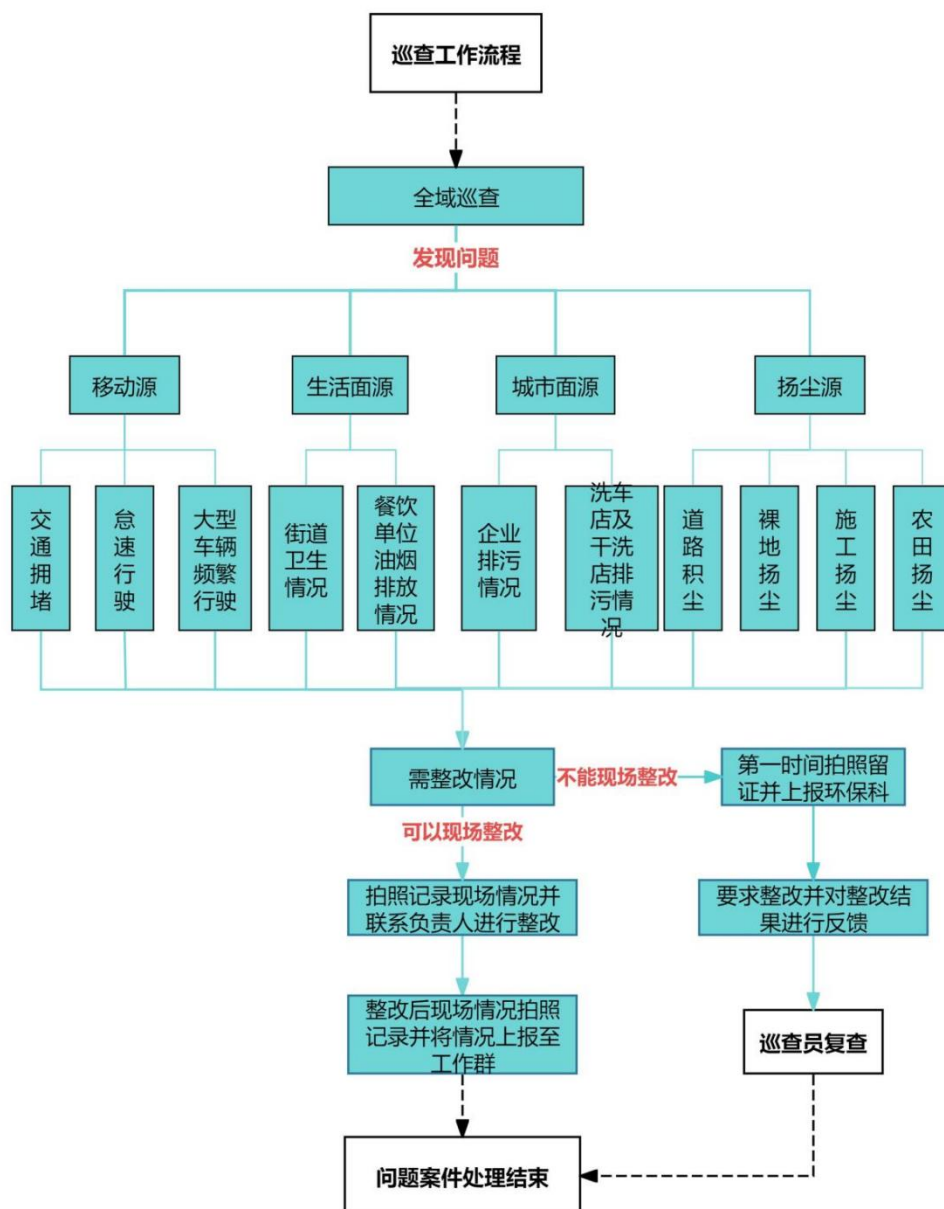 巡查工作流程
全域巡查
发现问题
移动源
生活面源
城市面源
扬尘源
交通拥堵
怠速行驶
大型
车辆
频繁
行驶
街道
卫生
情况
餐饮
单位
油烟
排放
情况
企业
排污
情况
洗车
店及
干洗
店排
污情
况
道路积尘
裸地扬尘
施工扬尘
农田扬尘
需整改情况
不能现场整改
第一时间拍照留
证并上报环保科
可以现场整改
拍照记录现场情况并
联系负责人进行整改
要求整改并对整改结
果进行反馈
整改后现场情况拍照
记录并将情况上报至
工作群
巡查员复查
问题案件处理结束